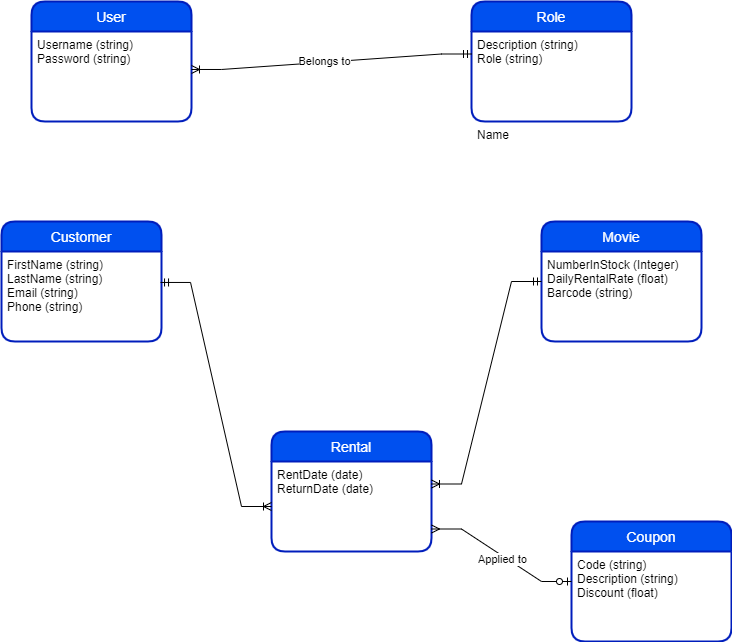 User
Username (string)
Password (string)
Belongs to
Role
Description (string)
Role (string)
Name
Customer
FirstName (string)
LastName (string)
Email (string)
Phone (string)
Movie
NumberInStock (Integer)
DailyRentalRate (float)
Barcode (string)
Rental
RentDate (date)
ReturnDate (date)
Applied to
Coupon
Code (string)
Description (string)
Discount (float)